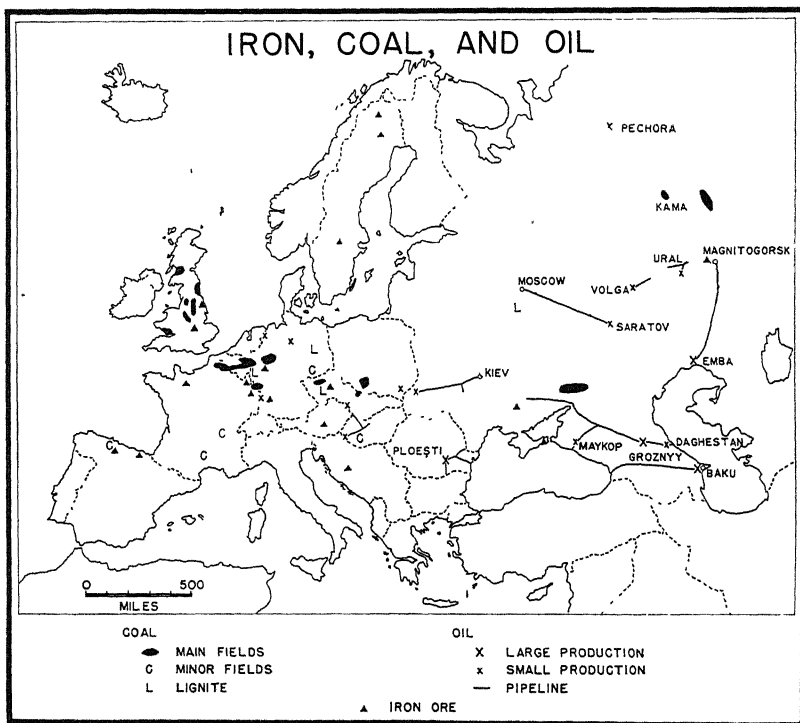 IRON, COAL, AND OIL
PECHORA
KAMA
URAL
MAGNITOGORSK
MOSCOW
VOLGA
L
SARATOV
EMBA
L
L
C
L
KIEV
C
C
C
C
PLOEŞTI
MAYKOP
DAGHESTAN
GROZNYY
BAKU
0 500
MILES
COAL
MAIN FIELDS
C MINOR FIELDS
L LIGNITE
OIL
X LARGE PRODUCTION
x SMALL PRODUCTION
PIPELINE
IRON ORE